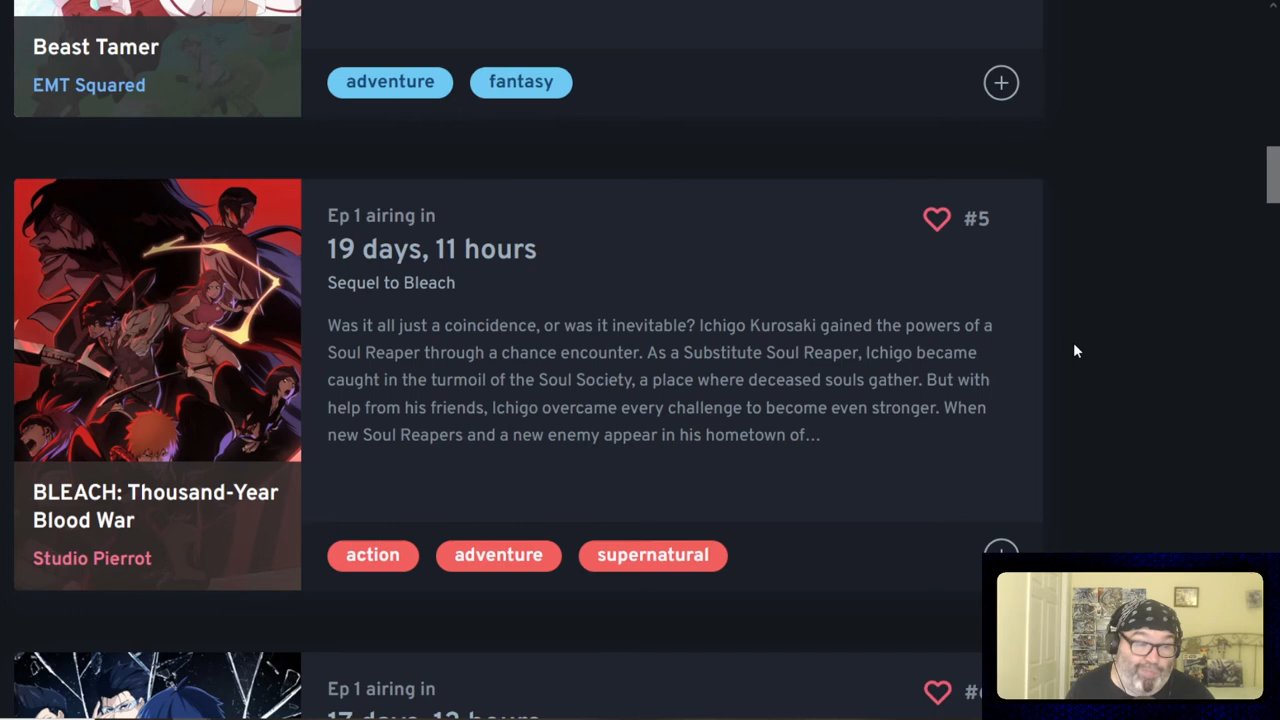 Beast Tamer
EMT Squared
adventure
fantasy
Ep 1 airing in
#5
19 days, 11 hours
Sequel to Bleach
Was it all just a coincidence, or was it inevitable? Ichigo Kurosaki gained the powers of a
Soul Reaper through a chance encounter. As a Substitute Soul Reaper, Ichigo became
caught in the turmoil of the Soul Society, a place where deceased souls gather. But with
help from his friends, Ichigo overcame every challenge to become even stronger. When
new Soul Reapers and a new enemy appear in his hometown of...
BLEACH: Thousand-Year
Blood War
Studio Pierrot
action
adventure
supernatural
Ep 1 airing in